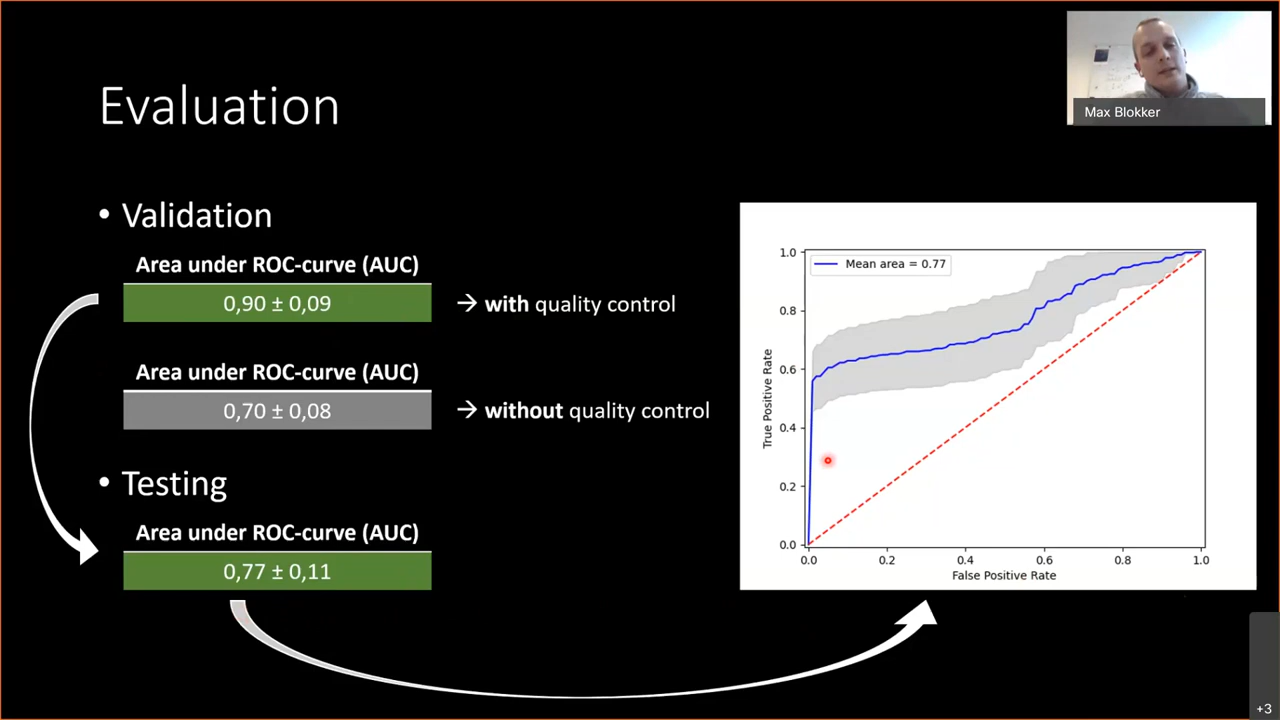 Evaluation
Max Blokker
• Validation
Area under ROC-curve (AUC)
0,90 ± 0,09
→ with quality control
Area under ROC-curve (AUC)
0,70 ± 0,08
→ without quality control
• Testing
Area under ROC-curve (AUC)
0,77 ± 0,11
Mean area = 0.77
True Positive Rate
1.0
0.8
0.6
0.4
0.2
0.0
0.0 0.2 0.4 0.6 0.8 1.0
False Positive Rate
+3